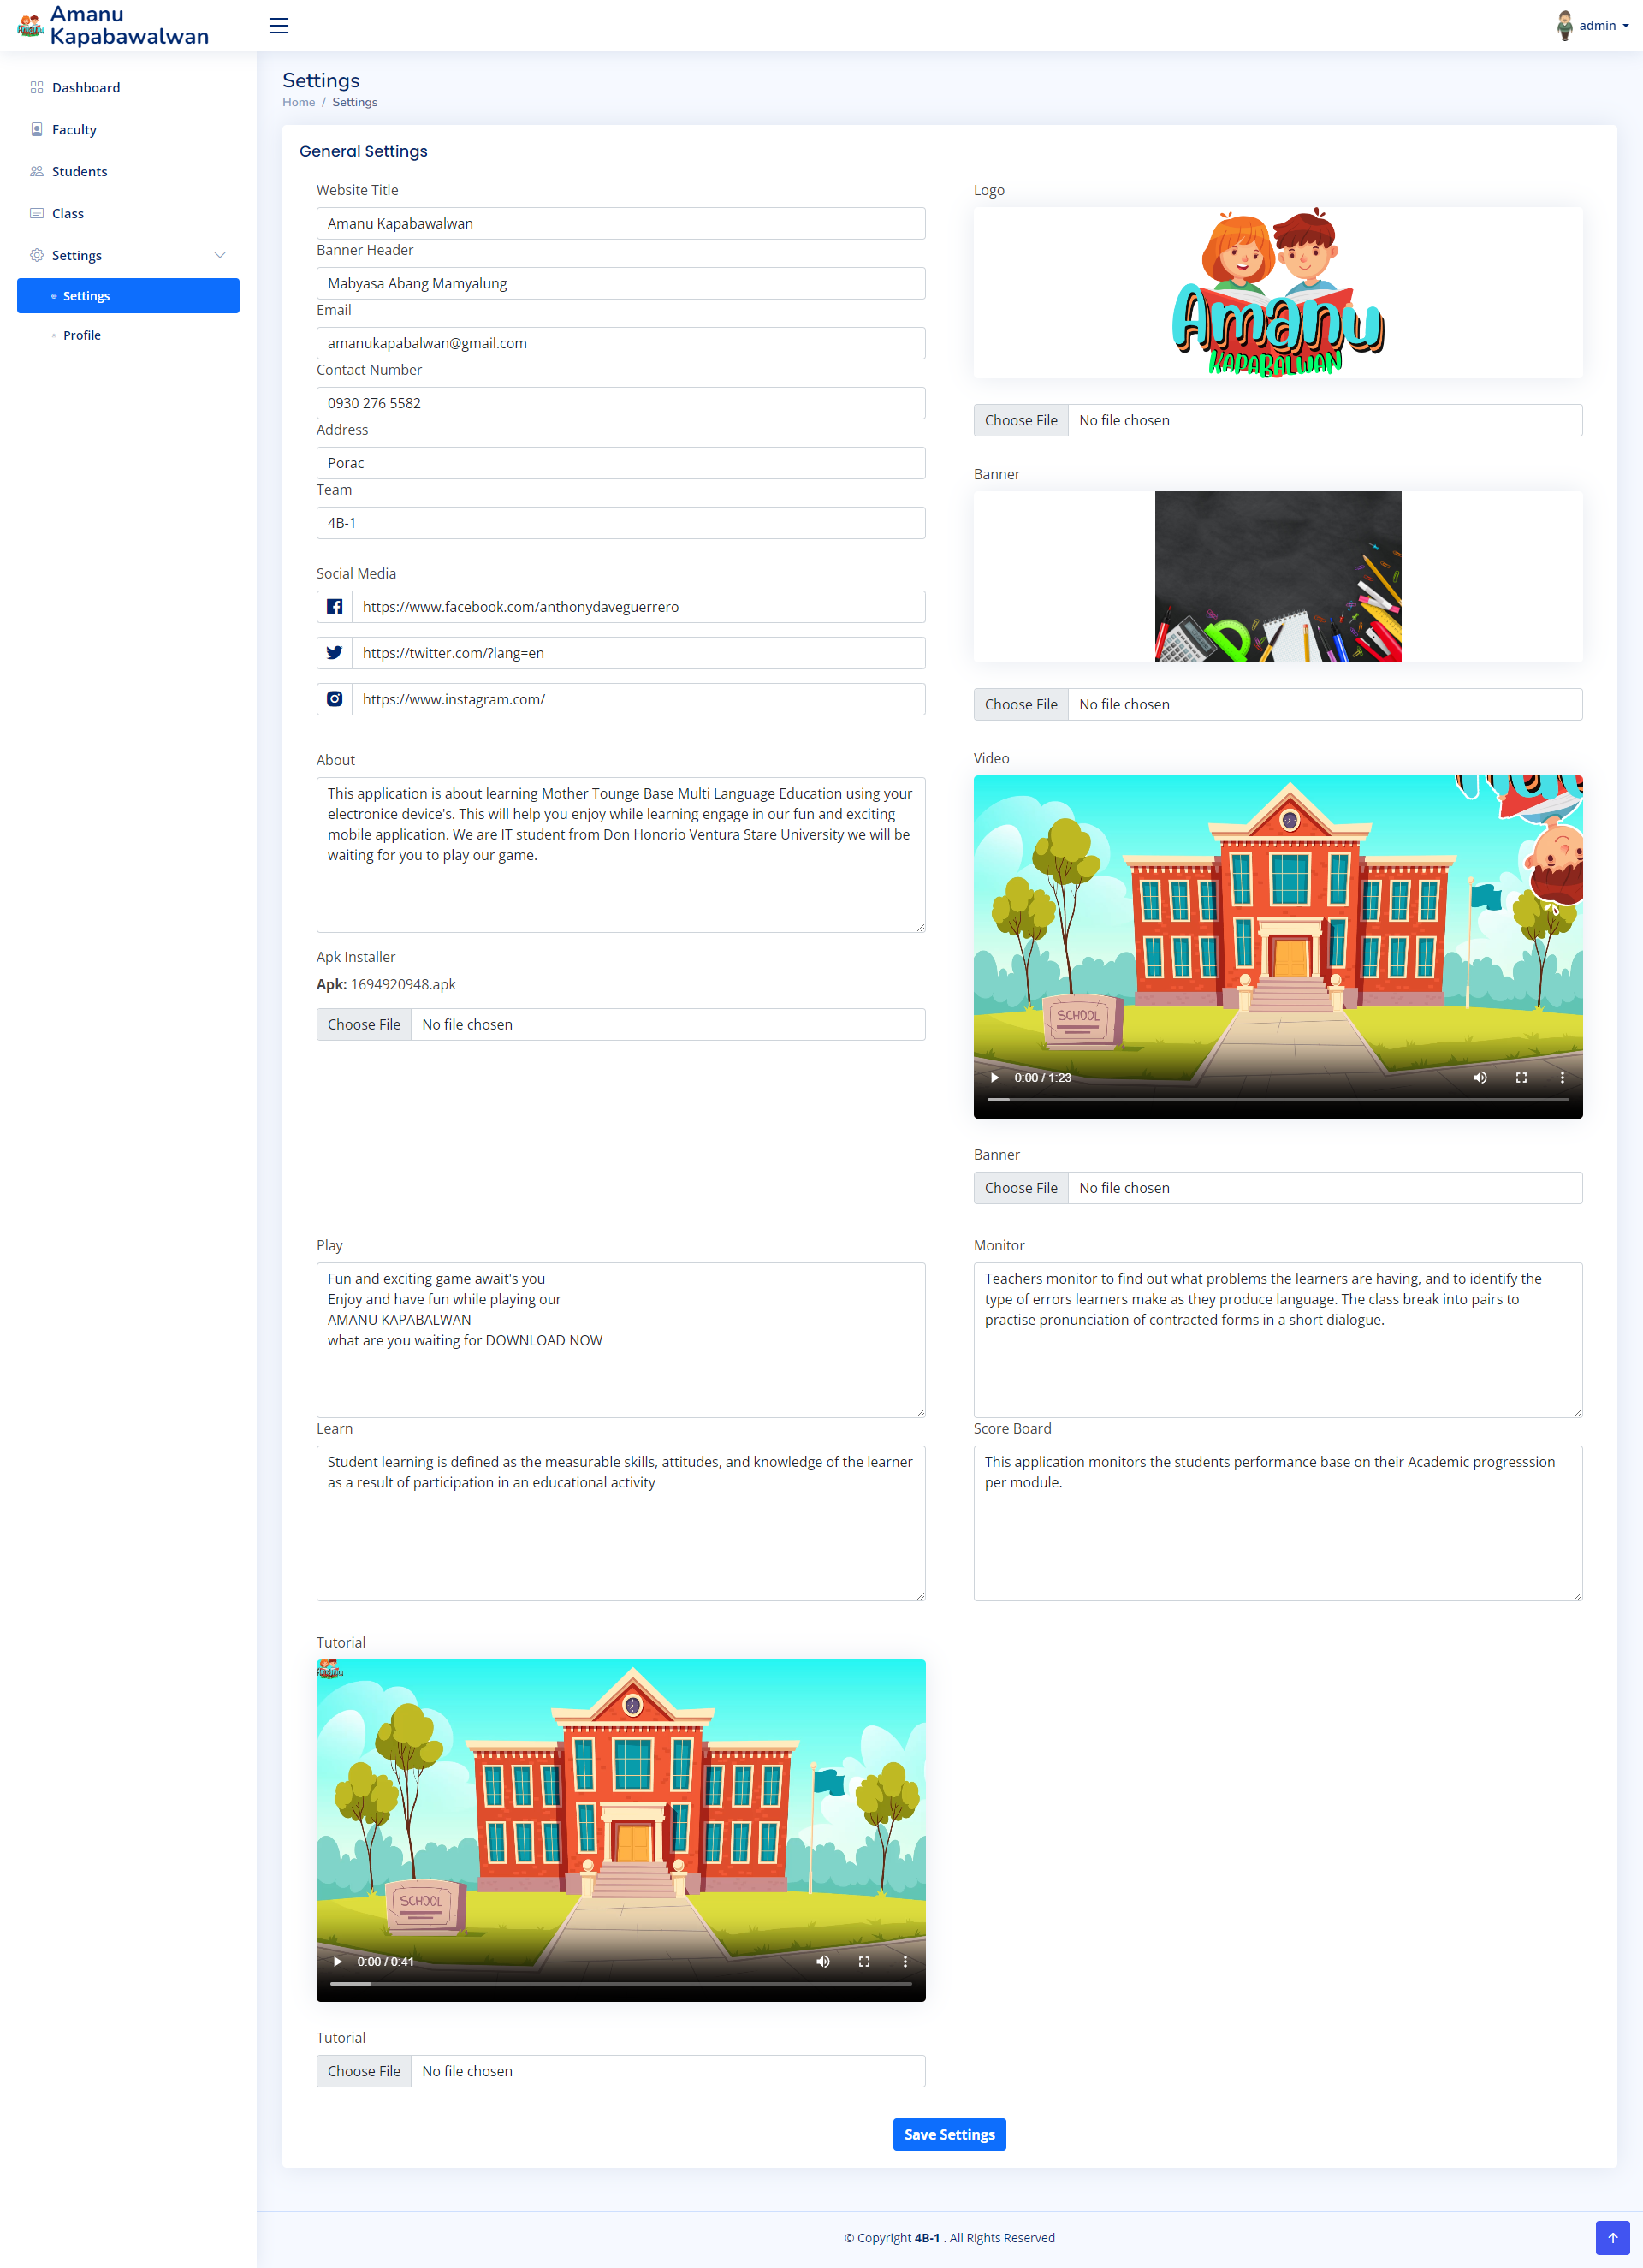 Amanu
Kapabawalwan
admin
Dashboard
Faculty
Students
Class
Settings
Settings
Profile
Settings
Home / Settings
General Settings
Website Title
Amanu Kapabawalwan
Banner Header
Mabyasa Abang Mamyalung
Email
amanukapabalwan@gmail.com
Contact Number
0930 276 5582
Address
Porac
Team
4B-1
Social Media
https://www.facebook.com/anthonydaveguerrero
https://twitter.com/?lang=en
https://www.instagram.com/
About
This application is about learning Mother Tounge Base Multi Language Education using your
electronice device's. This will help you enjoy while learning engage in our fun and exciting
mobile application. We are IT student from Don Honorio Ventura Stare University we will be
waiting for you to play our game.
Apk Installer
Apk: 1694920948.apk
Choose File No file chosen
Logo
Amanu
KAPABALWAN
Choose File No file chosen
Banner
Choose File No file chosen
Video
SCHOOL
0:00 / 1:23
Banner
Choose File No file chosen
Play
Fun and exciting game await's you
Enjoy and have fun while playing our
AMANU KAPABALWAN
what are you waiting for DOWNLOAD NOW
Monitor
Teachers monitor to find out what problems the learners are having, and to identify the
type of errors learners make as they produce language. The class break into pairs to
practise pronunciation of contracted forms in a short dialogue.
Learn
Student learning is defined as the measurable skills, attitudes, and knowledge of the learner
as a result of participation in an educational activity
Score Board
This application monitors the students performance base on their Academic progresssion
per module.
Tutorial
Amanu
SCHOOL
0:00 / 0:41
Tutorial
Choose File No file chosen
Save Settings
© Copyright 4B-1 . All Rights Reserved